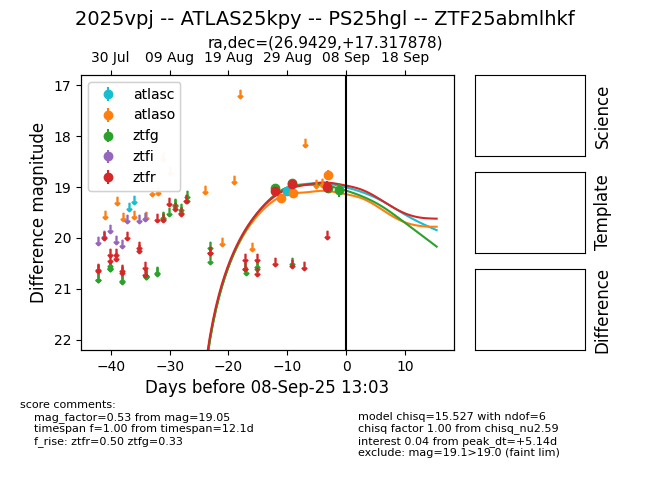 2025vpj -- ATLAS25kpy -- PS25hgl -- ZTF25abmlhkf
ra,dec=(26.9429,+17.317878)
30 Jul 09 Aug 19 Aug 29 Aug 08 Sep 18 Sep
17
18
19
20
21
22
Difference magnitude
atlasc
atlaso
ztfg
ztfi
ztfr
−40 −30 −20 −10 0 10
Days before 08-Sep-25 13:03
Science
Template
Difference
score comments:
mag_factor=0.53 from mag=19.05
timespan f=1.00 from timespan=12.1d
f_rise: ztfr=0.50 ztfg=0.33
model chisq=15.527 with ndof=6
chisq factor 1.00 from chisq_nu2.59
interest 0.04 from peak_dt=+5.14d
exclude: mag=19.1>19.0 (faint lim)